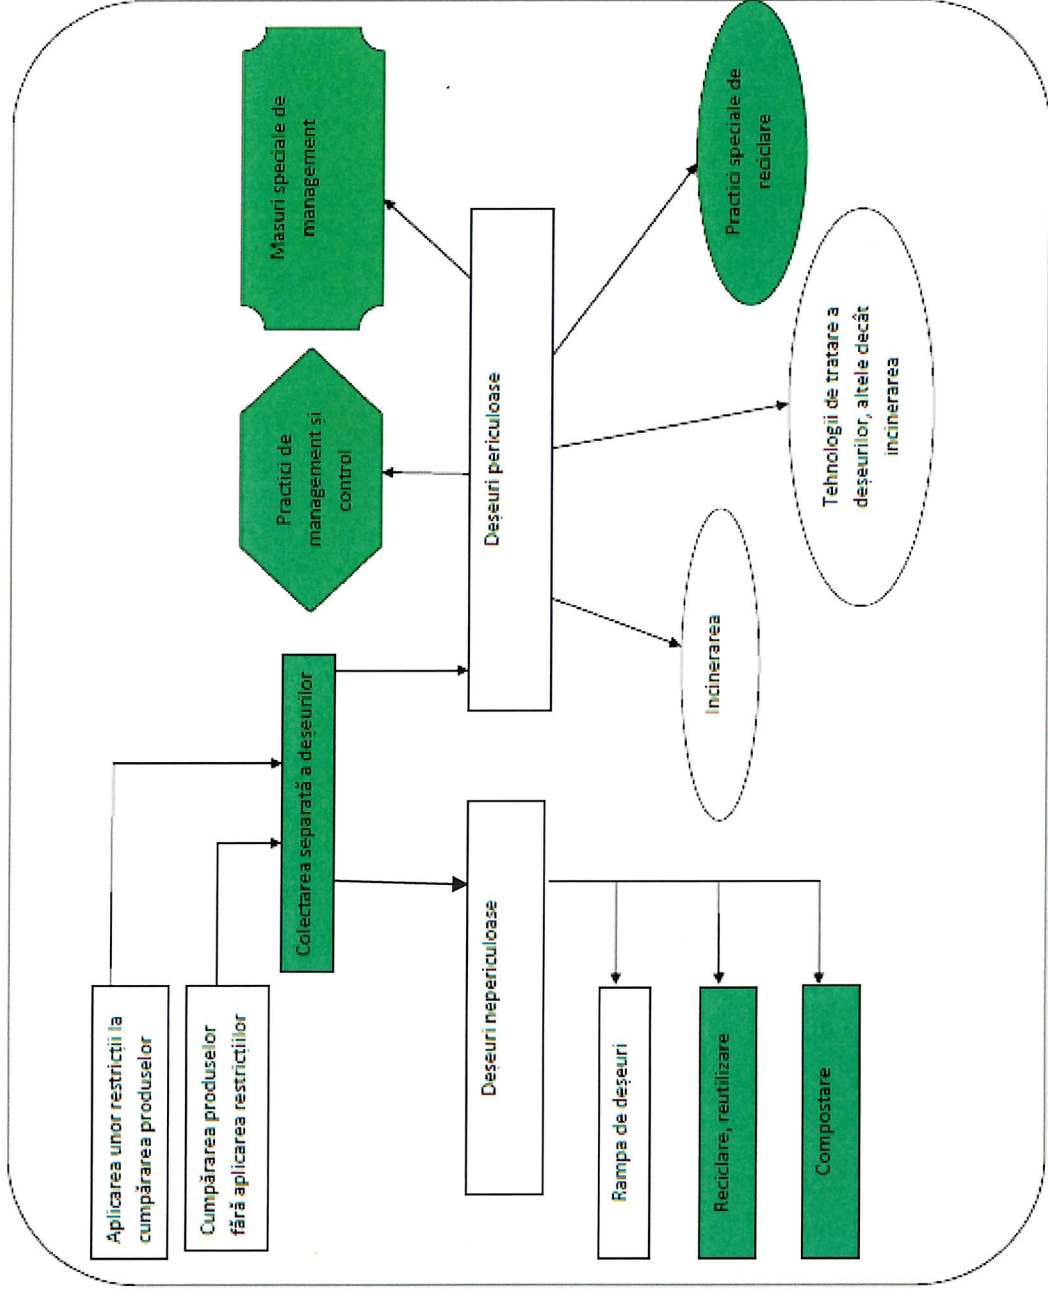 Aplicarea unor restricții la
cumpărarea produselor
Cumpărarea produselor
fără aplicarea restricțiilor
Colectarea separată a deșeurilor
Practici de
management și
control
Masuri speciale de
management
Deșeuri nepericuloase
Deșeuri periculoase
Rampa de deșeuri
Reciclare, reutilizare
Compostare
Incinerarea
Tehnologii de tratare a
deșeurilor, altele decât
incinerarea
Practici speciale de
reciclare